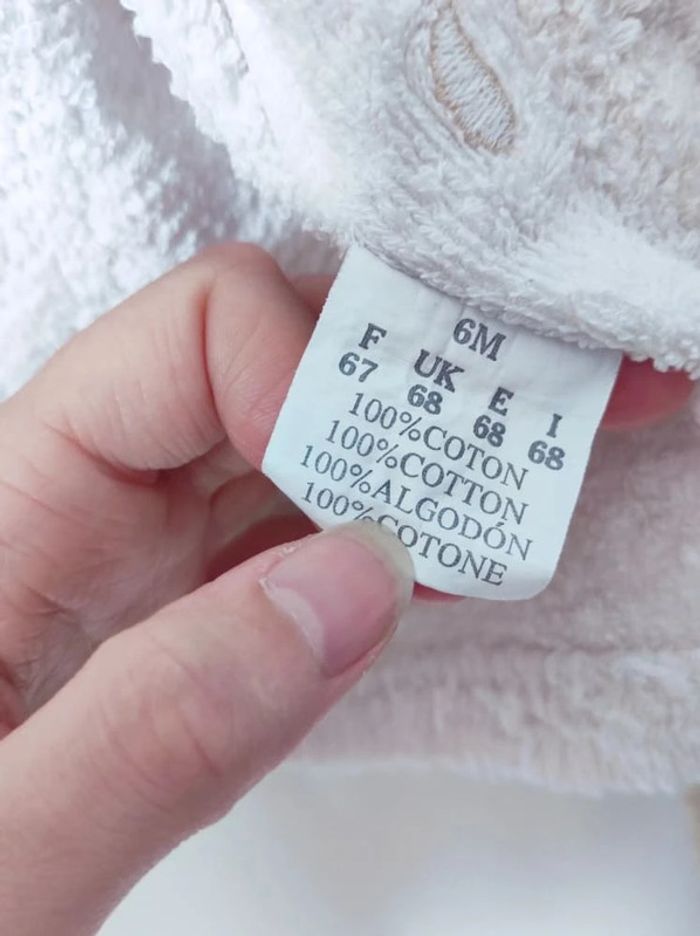 6M
F UK E I
67 68 68 68
100%COTON
100%COTTON
100%ALGODÓN
100%COTONE